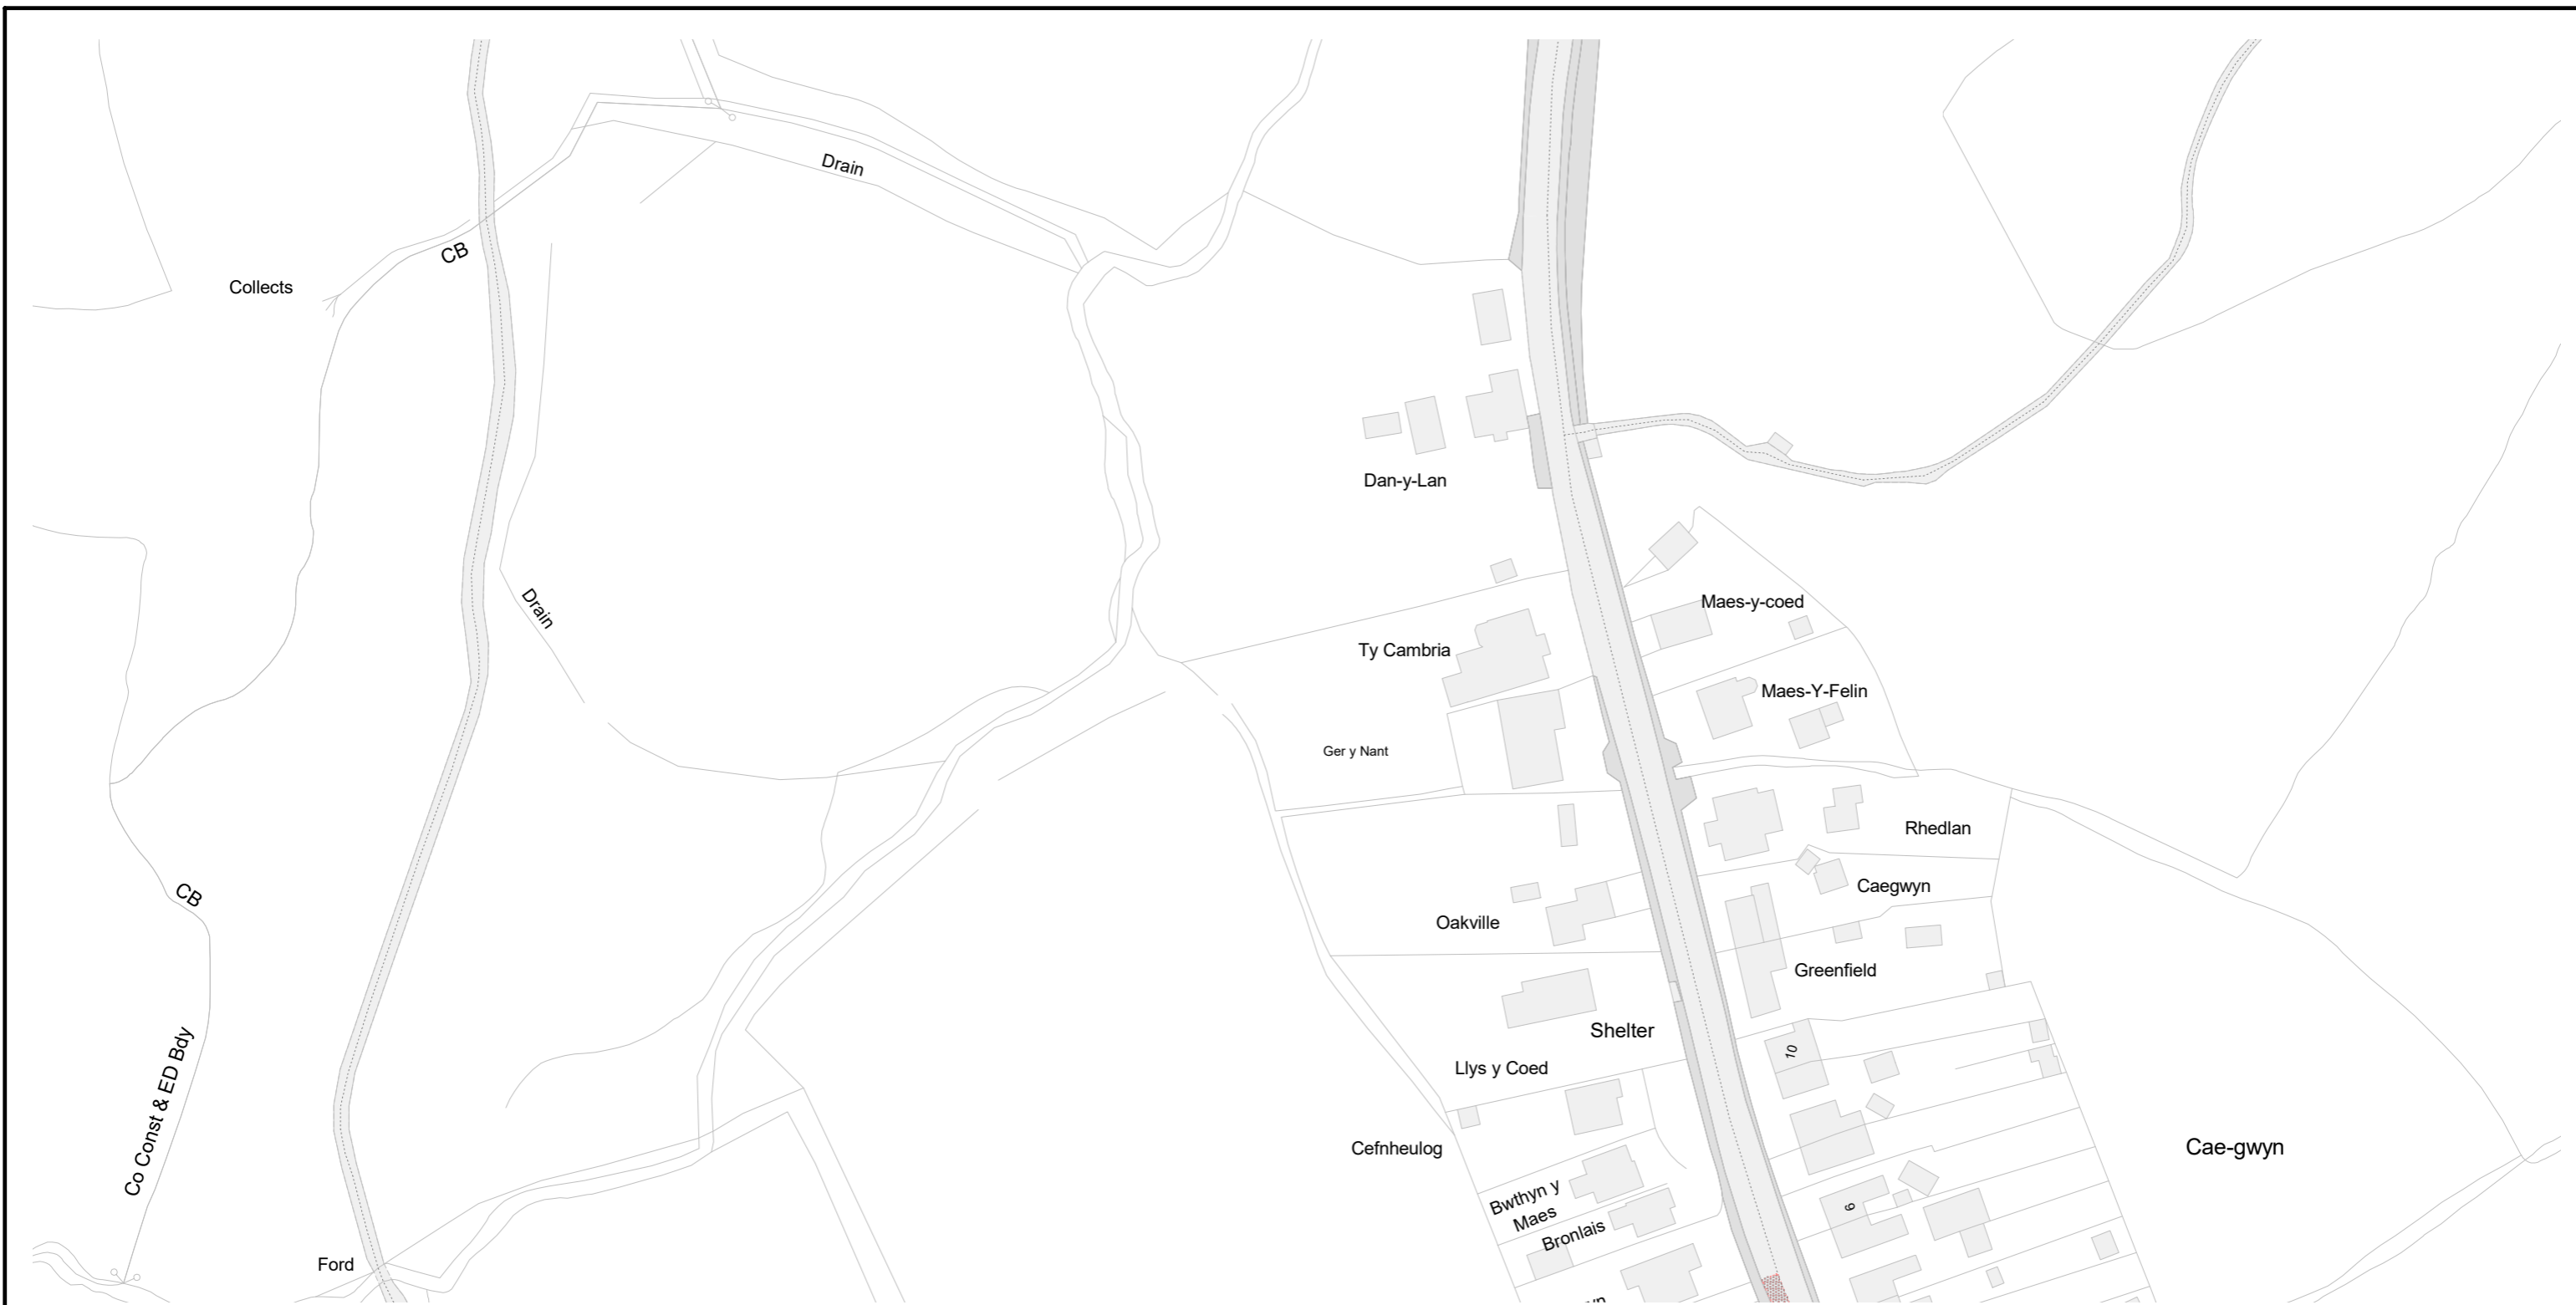 Drain
CB
Collects
Dan-y-Lan
Drain
Maes-y-coed
Ty Cambria
Maes-Y-Felin
Ger y Nant
Rhedlan
Caegwyn
CB
Oakville
Greenfield
Shelter
10
Llys y Coed
Co Const & ED Bdy
Cefnheulog
Cae-gwyn
Bwthyn y
Maes
6
Bronlais
Ford